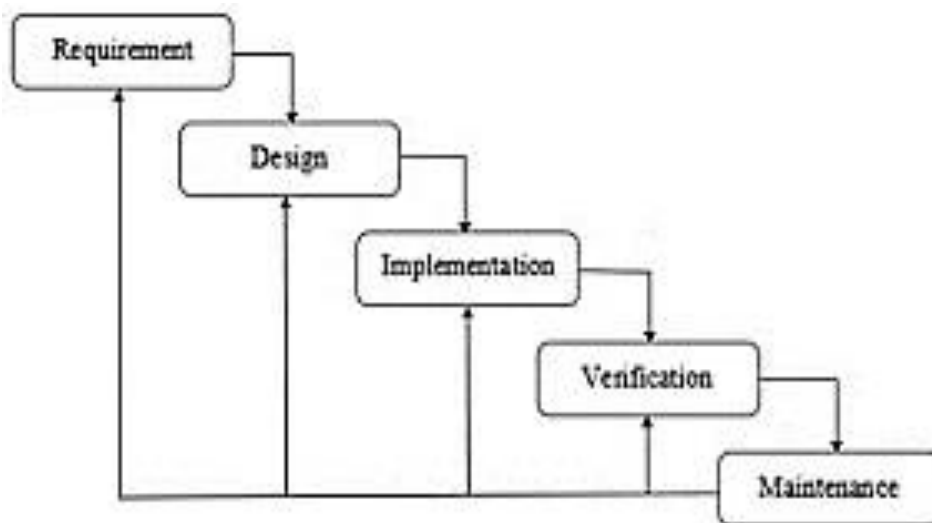 Requirement
Design
Implementation
Verification
Maintenance